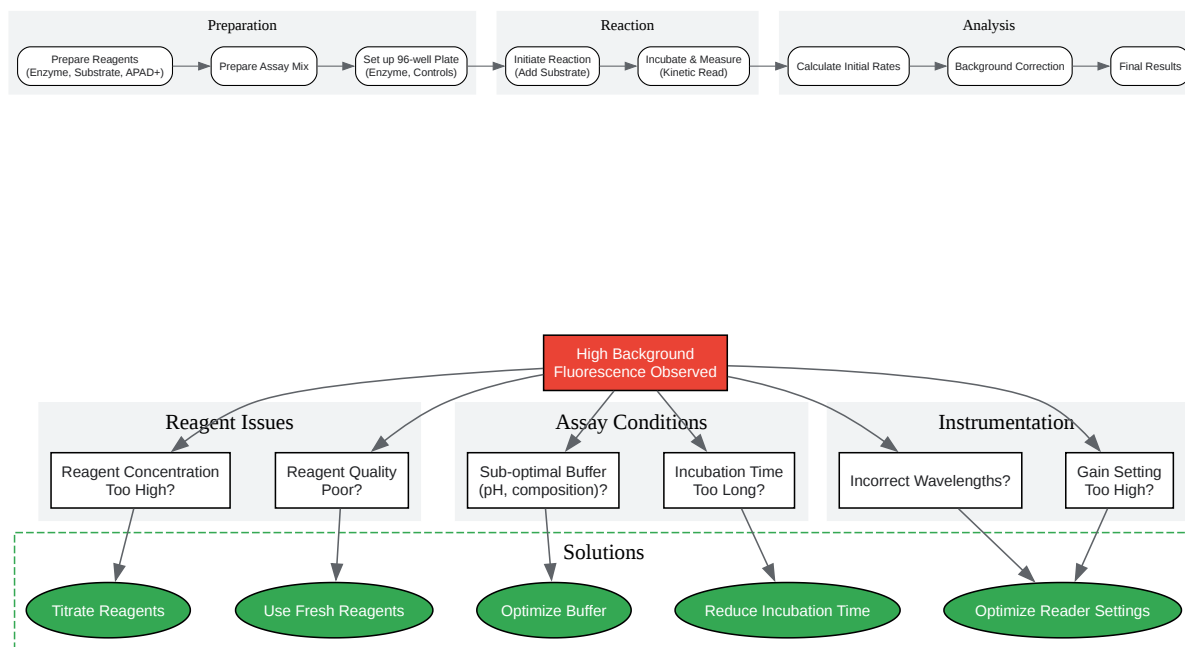 Preparation
Reaction
Analysis
Prepare Reagents
(Enzyme, Substrate, APAD+)
Prepare Assay Mix
Set up 96-well Plate
(Enzyme, Controls)
Initiate Reaction
(Add Substrate)
Incubate & Measure
(Kinetic Read)
Calculate Initial Rates
Background Correction
Final Results
High Background
Fluorescence Observed
Reagent Issues
Assay Conditions
Instrumentation
Reagent Concentration
Too High?
Reagent Quality
Poor?
Sub-optimal Buffer
(pH, composition)?
Incubation Time
Too Long?
Incorrect Wavelengths?
Gain Setting
Too High?
Solutions
Titrate Reagents
Use Fresh Reagents
Optimize Buffer
Reduce Incubation Time
Optimize Reader Settings